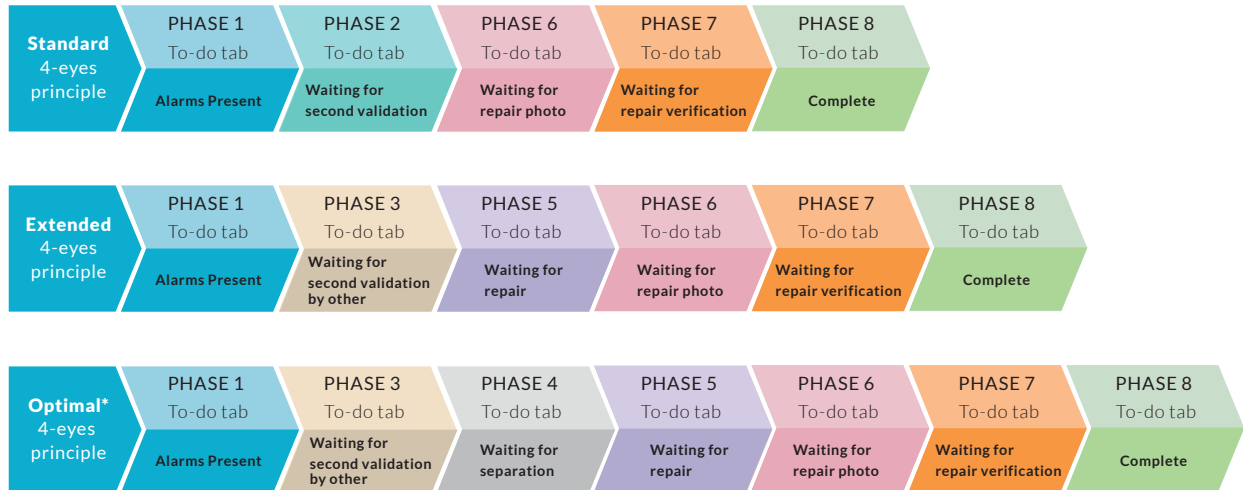 Standard
4-eyes
principle
PHASE 1
To-do tab
Alarms Present
PHASE 2
To-do tab
Waiting for
second validation
PHASE 6
To-do tab
Waiting for
repair photo
PHASE 7
To-do tab
Waiting for
repair verification
PHASE 8
To-do tab
Complete
Extended
4-eyes
principle
PHASE 1
To-do tab
Alarms Present
PHASE 3
To-do tab
Waiting for
second validation
by other
PHASE 5
To-do tab
Waiting for
repair
PHASE 6
To-do tab
Waiting for
repair photo
PHASE 7
To-do tab
Waiting for
repair verification
PHASE 8
To-do tab
Complete
Optimal*
4-eyes
principle
PHASE 1
To-do tab
Alarms Present
PHASE 3
To-do tab
Waiting for
second validation
by other
PHASE 4
To-do tab
Waiting for
separation
PHASE 5
To-do tab
Waiting for
repair
PHASE 6
To-do tab
Waiting for
repair photo
PHASE 7
To-do tab
Waiting for
repair verification
PHASE 8
To-do tab
Complete